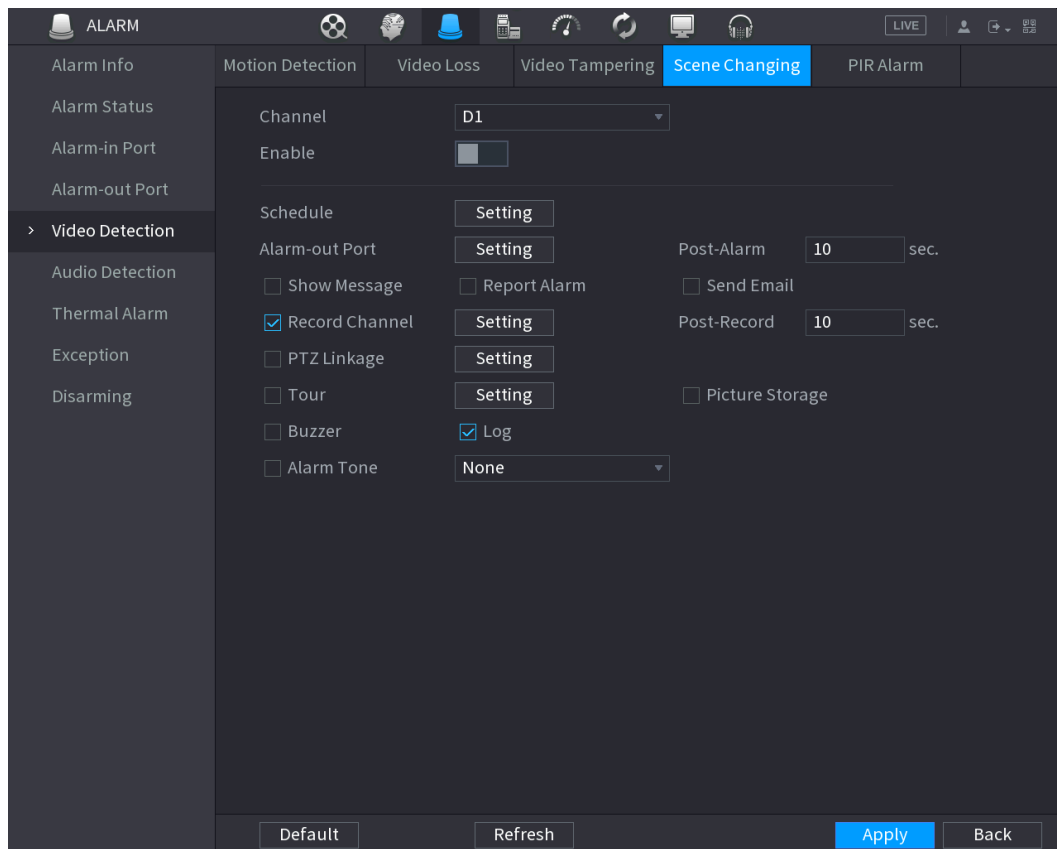 ALARM LIVE
Alarm Info
Alarm Status
Alarm-in Port
Alarm-out Port
> Video Detection
Audio Detection
Thermal Alarm
Exception
Disarming
Motion Detection Video Loss Video Tampering Scene Changing PIR Alarm
Channel D1
Enable
Schedule Setting
Alarm-out Port Setting Post-Alarm 10 sec.
Show Message Report Alarm Send Email
Record Channel Setting Post-Record 10 sec.
PTZ Linkage Setting
Tour Setting Picture Storage
Buzzer Log
Alarm Tone None
Default Refresh Apply Back